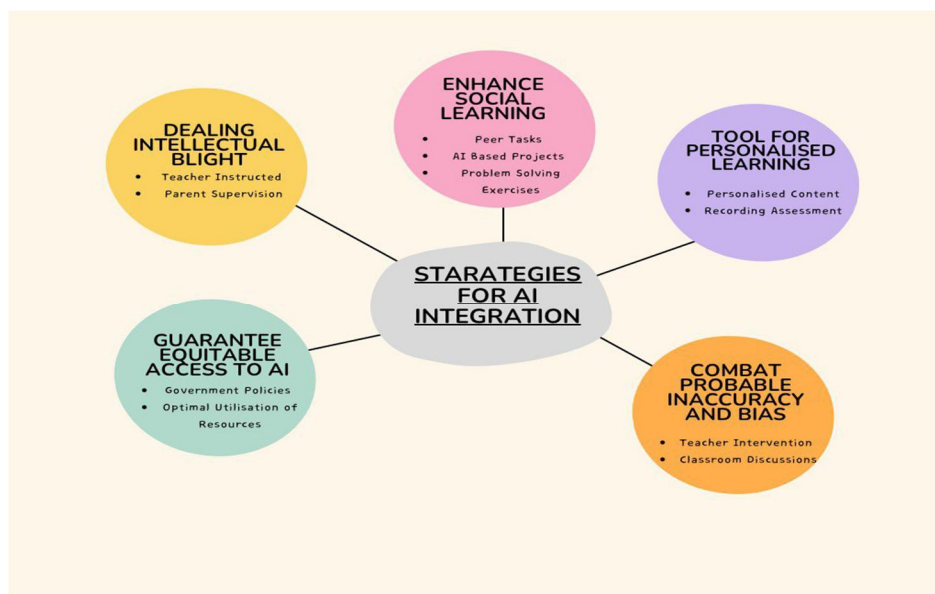 DEALING
INTELLECTUAL
BLIGHT
• Teacher Instructed
• Parent Supervision
ENHANCE
SOCIAL
LEARNING
• Peer Tasks
• AI Based Projects
• Problem Solving
Exercises
TOOL FOR
PERSONALISED
LEARNING
• Personalised Content
• Recording Assessment
STARATEGIES
FOR AI
INTEGRATION
GUARANTEE
EQUITABLE
ACCESS TO AI
• Government Policies
• Optimal Utilisation of
Resources
COMBAT
PROBABLE
INACCURACY
AND BIAS
• Teacher Intervention
• Classroom Discussions